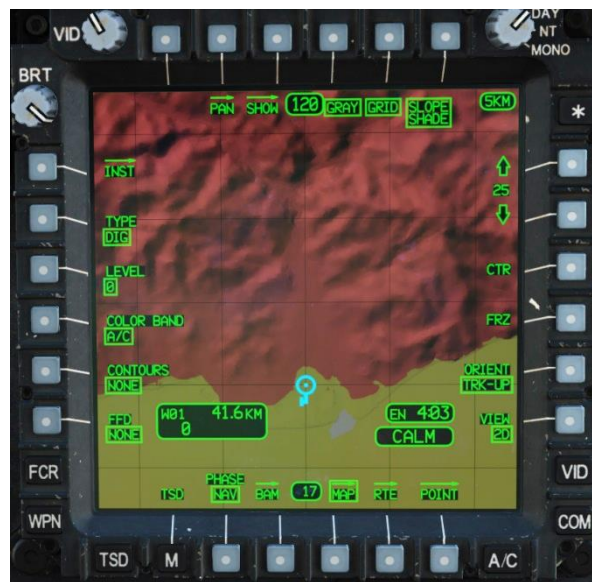 VID
DAY
NT
MONO
BRT
PAN SHOW 120 GRAY GRID SLOPE SHADE 5KM
*
INST
25
TYPE
DIG
LEVEL
0
CTR
COLOR BAND
A/C
FRZ
CONTOURS
NONE
ORIENT
TRK-UP
FFD
NONE
W01 41.6KM
0
EN 4:03
CALM
VIEW
2D
FCR
VID
PHASE
TSD NAV BAM 17 MAP RTE POINT
WPN
COM
TSD M A/C